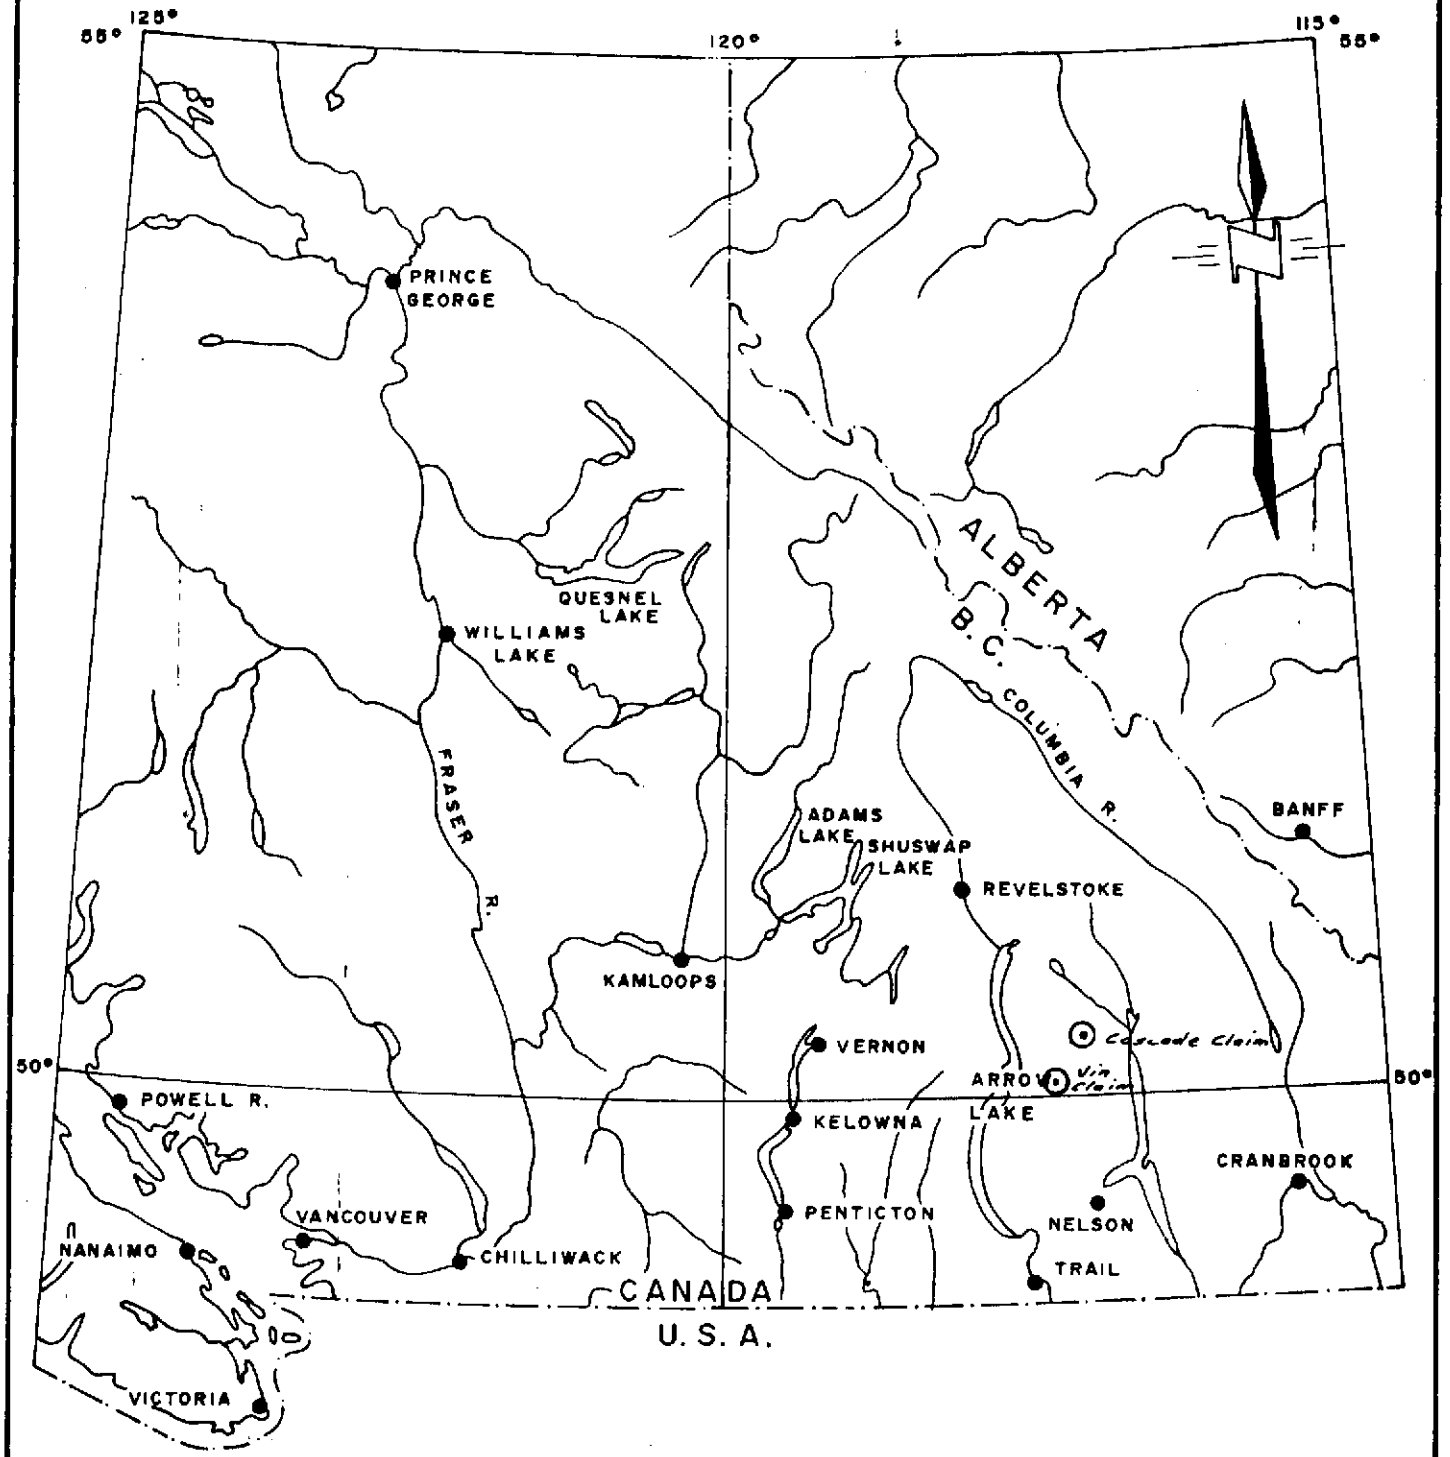 125°
55°
120°
115°
55°
PRINCE
GEORGE
ALBERTA
B.C.
QUESNEL
LAKE
WILLIAMS
LAKE
COLUMBIA R.
FRASER R.
ADAMS
LAKE
SHUSWAP
LAKE
BANFF
REVELSTOKE
KAMLOOPS
VERNON
Cascade Claim
50°
ARROW
LAKE
Vin
Claim
50°
POWELL R.
KELOWNA
CRANBROOK
VANCOUVER
PENTICTON
NELSON
NANAIMO
CHILLIWACK
TRAIL
CANADA
U.S.A.
VICTORIA